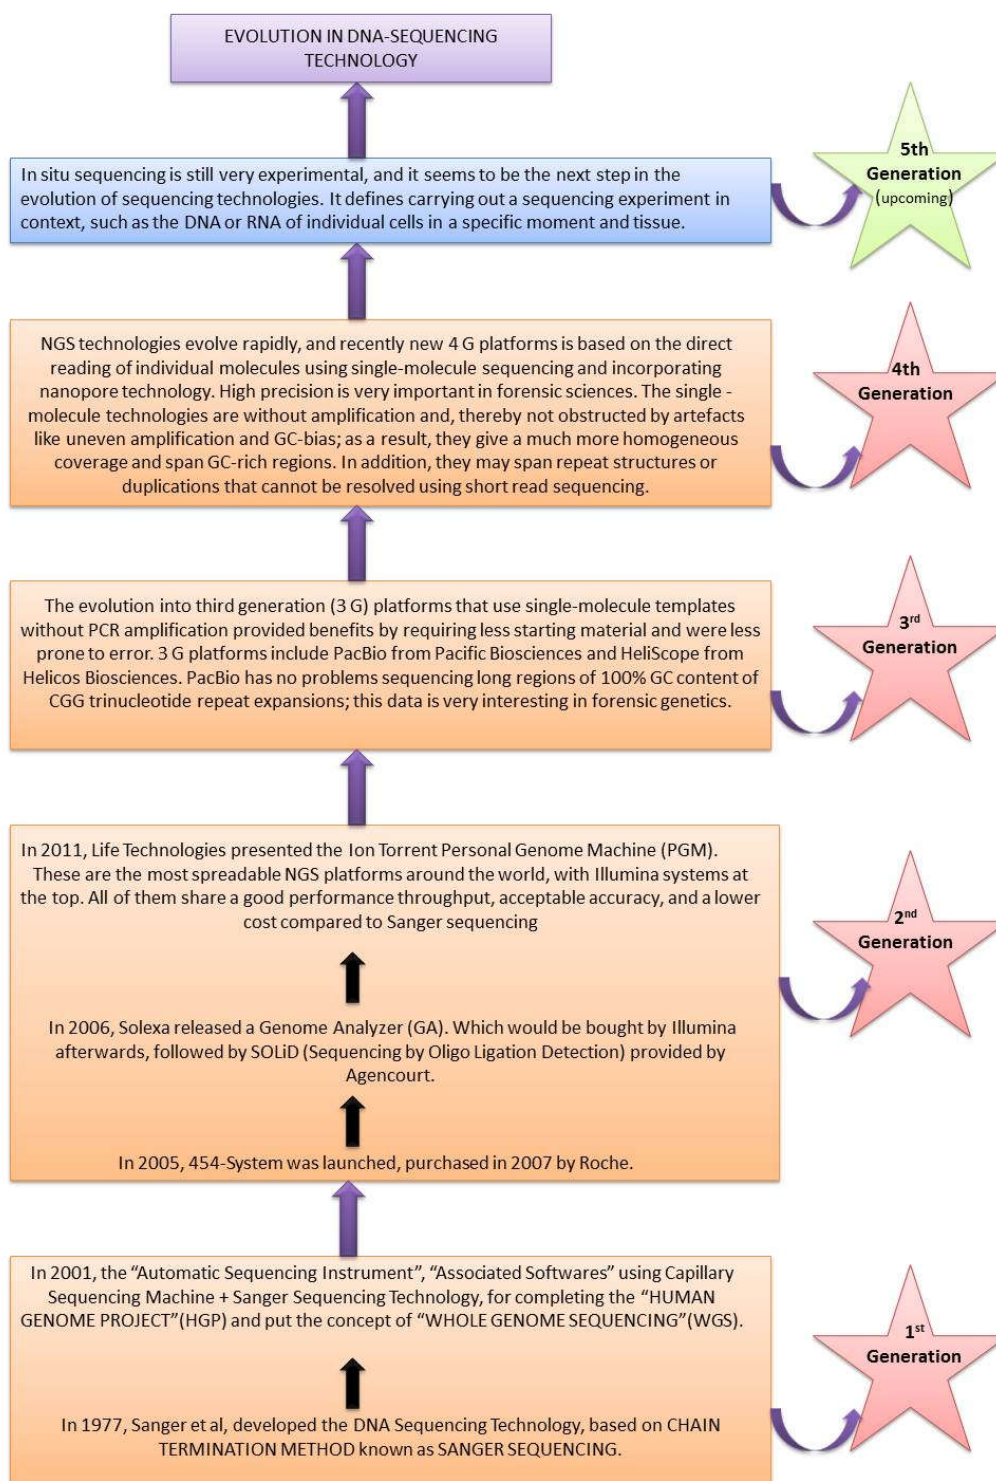 EVOLUTION IN DNA-SEQUENCING
TECHNOLOGY
In situ sequencing is still very experimental, and it seems to be the next step in the
evolution of sequencing technologies. It defines carrying out a sequencing experiment in
context, such as the DNA or RNA of individual cells in a specific moment and tissue.
5th
Generation
(upcoming)
NGS technologies evolve rapidly, and recently new 4 G platforms is based on the direct
reading of individual molecules using single-molecule sequencing and incorporating
nanopore technology. High precision is very important in forensic sciences. The single -
molecule technologies are without amplification and, thereby not obstructed by artefacts
like uneven amplification and GC-bias; as a result, they give a much more homogeneous
coverage and span GC-rich regions. In addition, they may span repeat structures or
duplications that cannot be resolved using short read sequencing.
4th
Generation
The evolution into third generation (3 G) platforms that use single-molecule templates
without PCR amplification provided benefits by requiring less starting material and were less
prone to error. 3 G platforms include PacBio from Pacific Biosciences and HeliScope from
Helicos Biosciences. PacBio has no problems sequencing long regions of 100% GC content of
CGG trinucleotide repeat expansions; this data is very interesting in forensic genetics.
3rd
Generation
In 2011, Life Technologies presented the Ion Torrent Personal Genome Machine (PGM).
These are the most spreadable NGS platforms around the world, with Illumina systems at
the top. All of them share a good performance throughput, acceptable accuracy, and a lower
cost compared to Sanger sequencing
In 2006, Solexa released a Genome Analyzer (GA). Which would be bought by Illumina
afterwards, followed by SOLiD (Sequencing by Oligo Ligation Detection) provided by
Agencourt.
In 2005, 454-System was launched, purchased in 2007 by Roche.
2nd
Generation
In 2001, the “Automatic Sequencing Instrument”, “Associated Softwares” using Capillary
Sequencing Machine + Sanger Sequencing Technology, for completing the “HUMAN
GENOME PROJECT”(HGP) and put the concept of “WHOLE GENOME SEQUENCING”(WGS).
In 1977, Sanger et al, developed the DNA Sequencing Technology, based on CHAIN
TERMINATION METHOD known as SANGER SEQUENCING.
1st
Generation